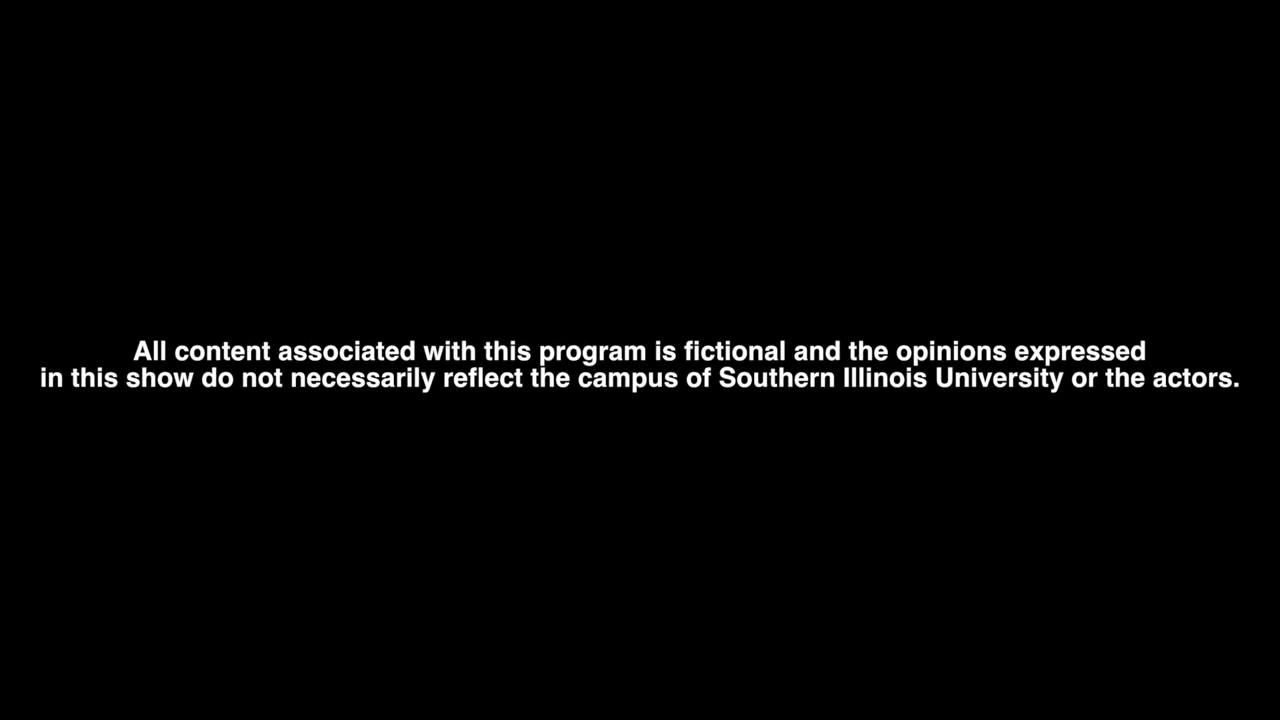 All content associated with this program is fictional and the opinions expressed
in this show do not necessarily reflect the campus of Southern Illinois University or the actors.